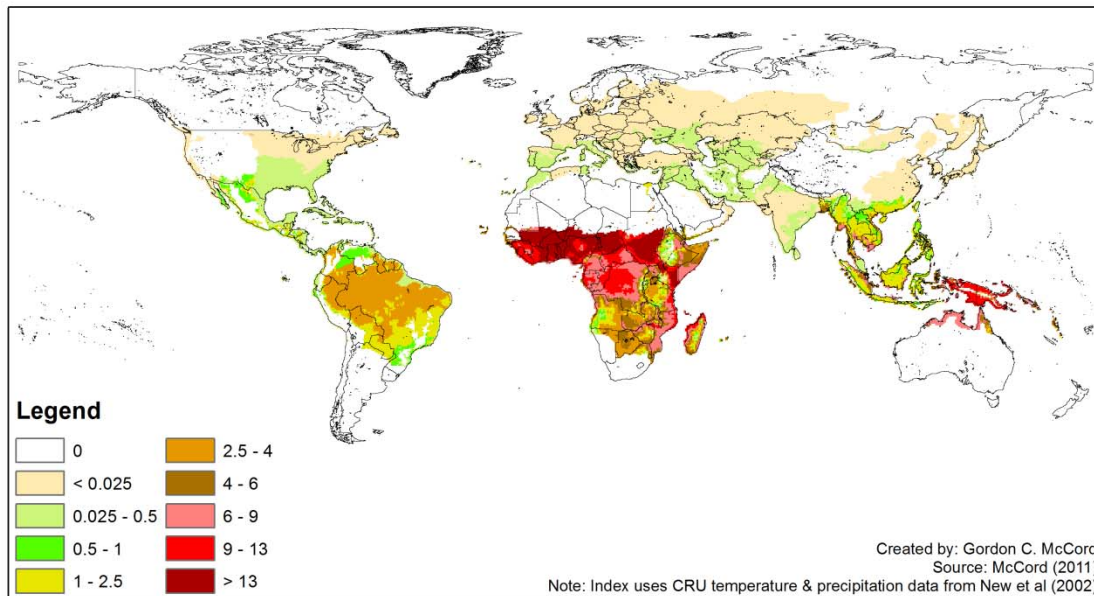 Legend
0
< 0.025
0.025 - 0.5
0.5 - 1
1 - 2.5
2.5 - 4
4 - 6
6 - 9
9 - 13
> 13
Created by: Gordon C. McCord
Source: McCord (2011)
Note: Index uses CRU temperature & precipitation data from New et al (2002)